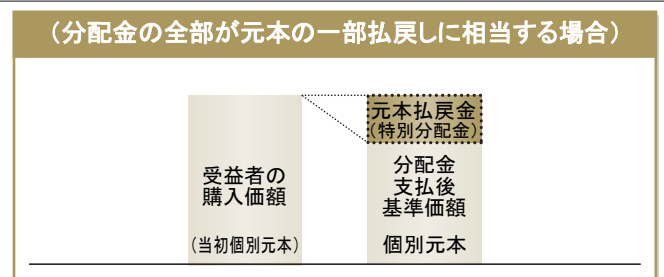 （分配金の全部が元本の一部払戻しに相当する場合）
元本払戻金
（特別分配金）
受益者の
購入価額
（当初個別元本）
分配金
支払後
基準価額
個別元本